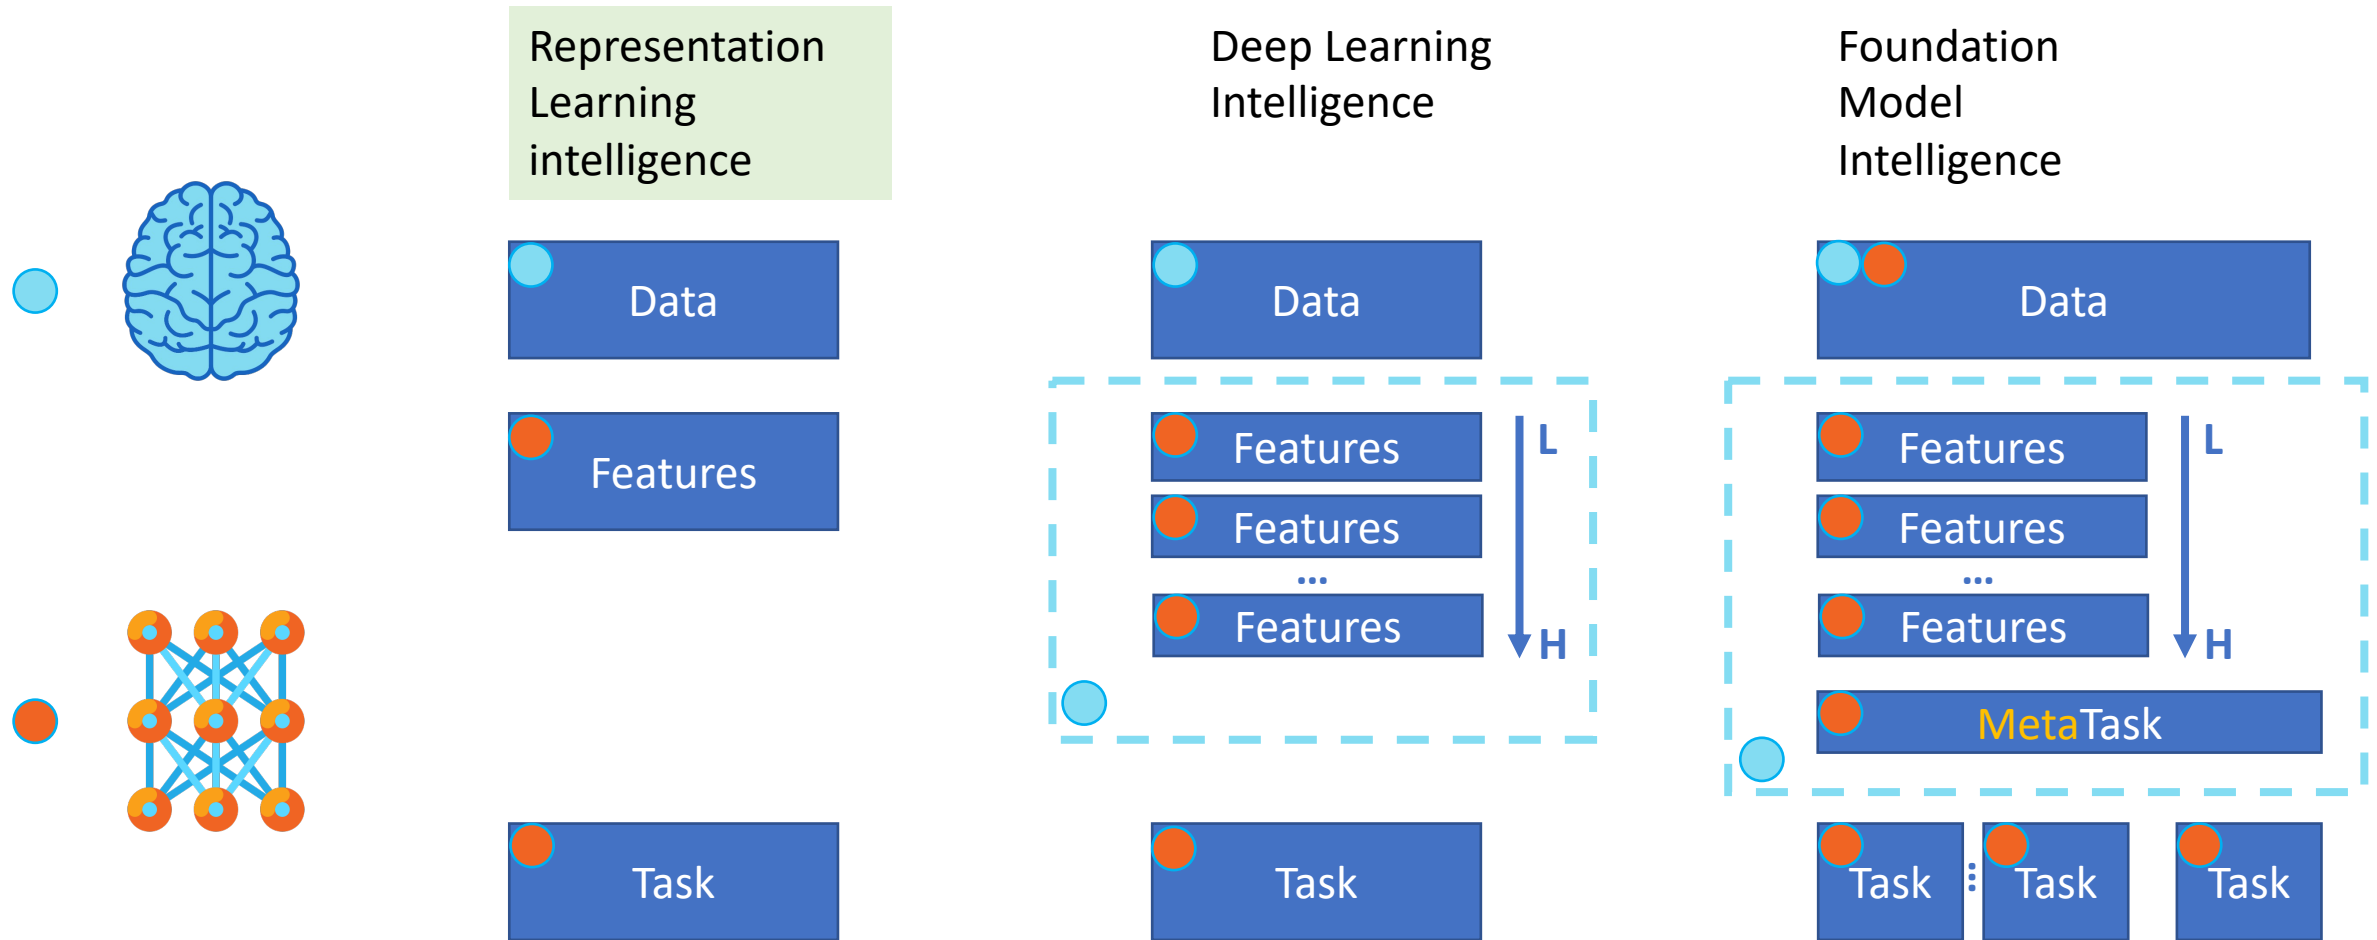 Representation
Learning
intelligence
Data
Features
Task
Deep Learning
Intelligence
Data
Features
Features
...
Features
L
H
Task
Foundation
Model
Intelligence
Data
Features
Features
...
Features
L
H
MetaTask
Task
...
Task
Task